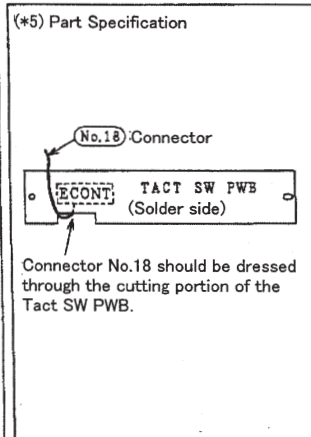 (*5) Part Specification
No.18:Connector
ECONT TACT SW PWB
(Solder side)
Connector No.18 should be dressed
through the cutting portion of the
Tact SW PWB.